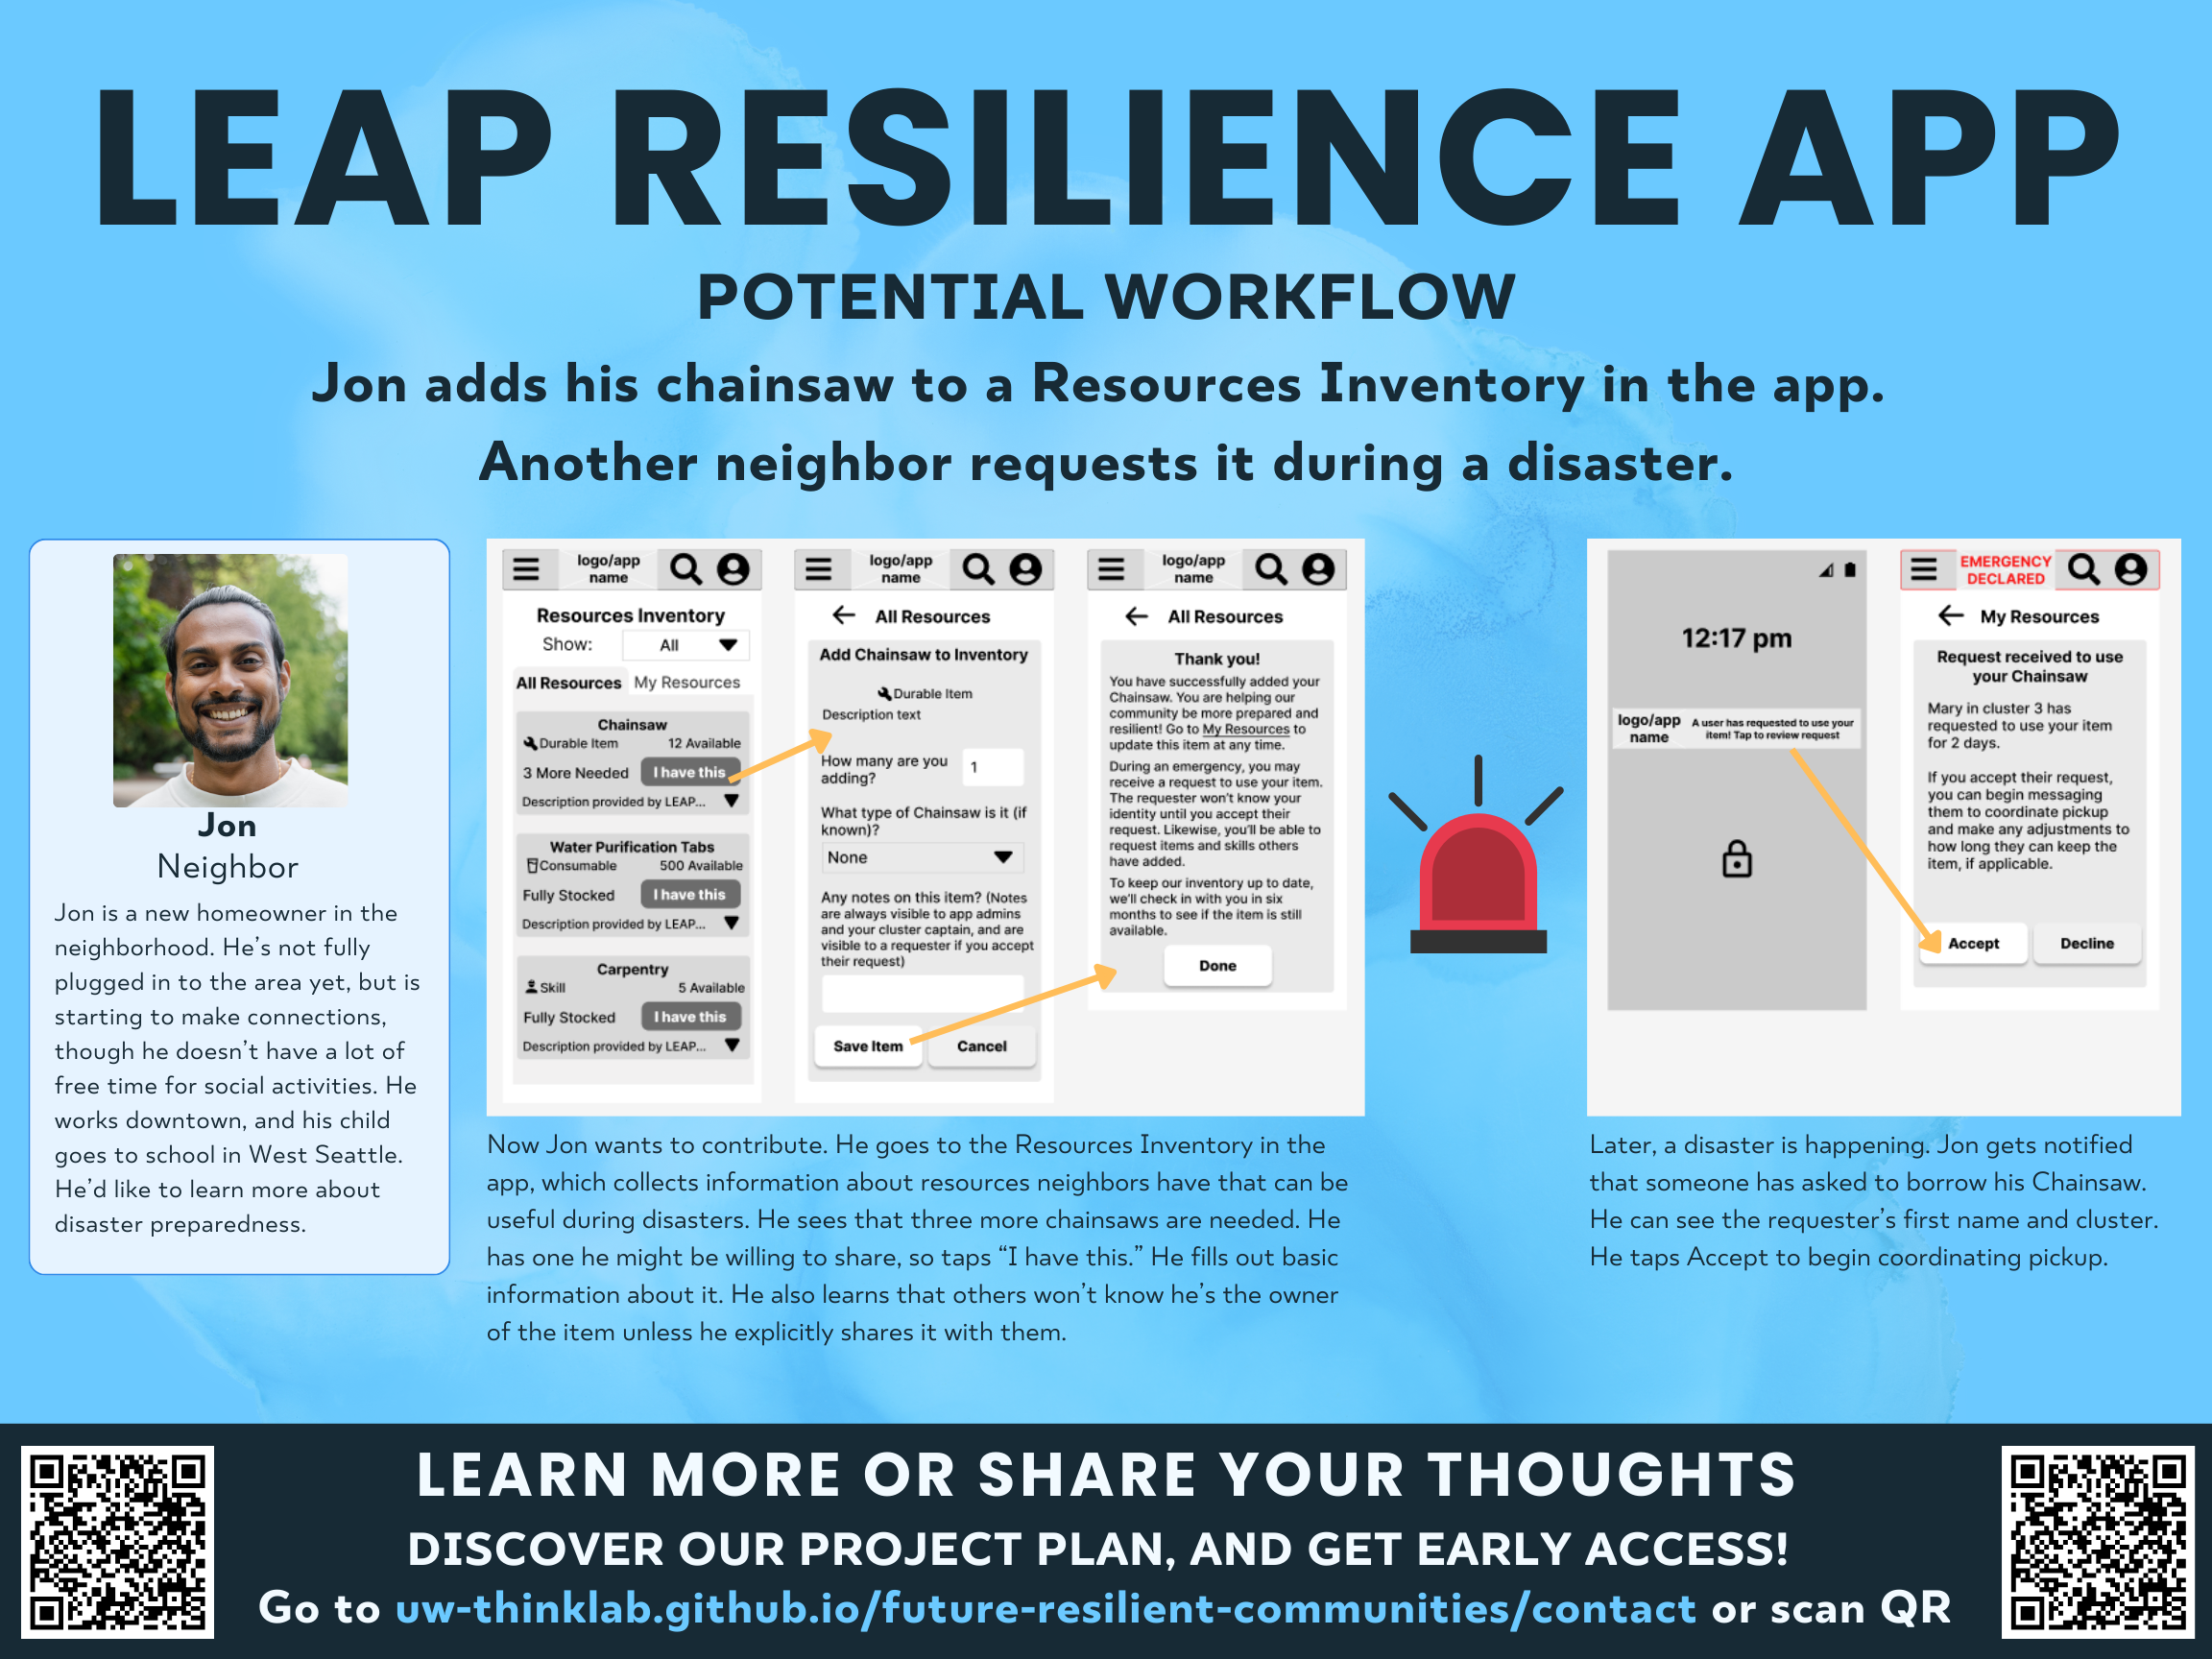 LEAP RESILIENCE APP
POTENTIAL WORKFLOW
Jon adds his chainsaw to a Resources Inventory in the app.
Another neighbor requests it during a disaster.
Jon
Neighbor
Jon is a new homeowner in the
neighborhood. He's not fully
plugged in to the area yet, but is
starting to make connections,
though he doesn't have a lot of
free time for social activities. He
works downtown, and his child
goes to school in West Seattle.
He'd like to learn more about
disaster preparedness.
logo/app
name
Resources Inventory
Show: All
All Resources My Resources
Chainsaw
Durable Item 12 Available
3 More Needed I have this
Description provided by LEAP...
Water Purification Tabs
Consumable 500 Available
Fully Stocked I have this
Description provided by LEAP...
Carpentry
Skill 5 Available
Fully Stocked I have this
Description provided by LEAP...
logo/app
name
All Resources
Add Chainsaw to Inventory
Durable Item
Description text
How many are you
adding? 1
What type of Chainsaw is it (if
known)?
None
Any notes on this item? (Notes
are always visible to app admins
and your cluster captain, and are
visible to a requester if you accept
their request)
Save Item Cancel
logo/app
name
All Resources
Thank you!
You have successfully added your
Chainsaw. You are helping our
community be more prepared and
resilient! Go to My Resources to
update this item at any time.
During an emergency, you may
receive a request to use your item.
The requester won't know your
identity until you accept their
request. Likewise, you'll be able to
request items and skills others
have added.
To keep our inventory up to date,
we'll check in with you in six
months to see if the item is still
available.
Done
Now Jon wants to contribute. He goes to the Resources Inventory in the
app, which collects information about resources neighbors have that can be
useful during disasters. He sees that three more chainsaws are needed. He
has one he might be willing to share, so taps “I have this.” He fills out basic
information about it. He also learns that others won't know he's the owner
of the item unless he explicitly shares it with them.
12:17 pm
logo/app
name
A user has requested to use your
item! Tap to review request
EMERGENCY
DECLARED
My Resources
Request received to use
your Chainsaw
Mary in cluster 3 has
requested to use your item
for 2 days.
If you accept their request,
you can begin messaging
them to coordinate pickup
and make any adjustments to
how long they can keep the
item, if applicable.
Accept Decline
Later, a disaster is happening. Jon gets notified
that someone has asked to borrow his Chainsaw.
He can see the requester's first name and cluster.
He taps Accept to begin coordinating pickup.
LEARN MORE OR SHARE YOUR THOUGHTS
DISCOVER OUR PROJECT PLAN, AND GET EARLY ACCESS!
Go to uw-thinklab.github.io/future-resilient-communities/contact or scan QR